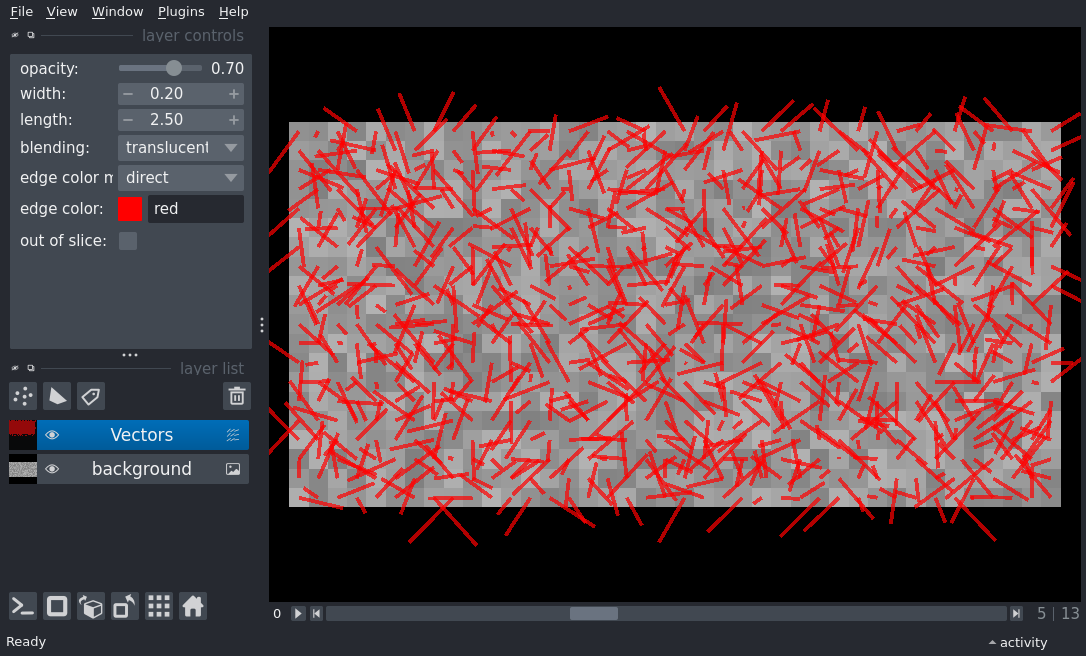 File View Window Plugins Help
layer controls
opacity: 0.70
width: 0.20
length: 2.50
blending: translucent
edge color m direct
edge color: red
out of slice:
layer list
Vectors
background
0 5 13
Ready
activity